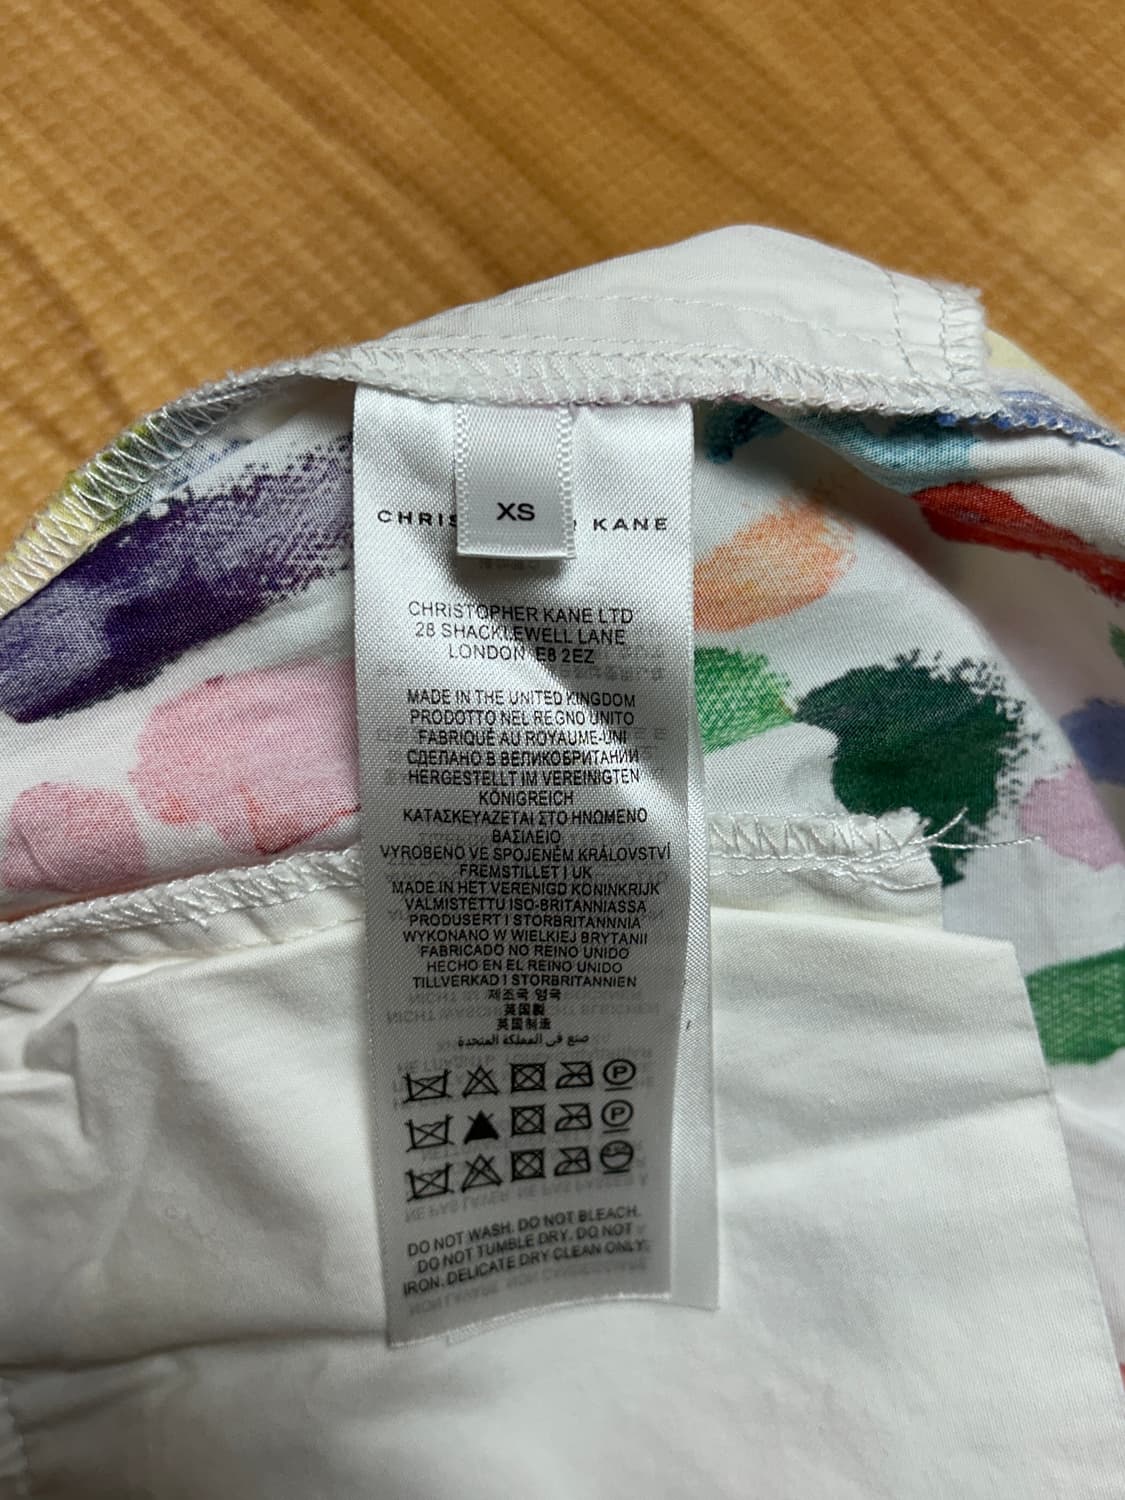 XS
CHRIS KANE
CHRISTOPHER KANE LTD
28 SHACKLEWELL LANE
LONDON E8 2EZ
MADE IN THE UNITED KINGDOM
PRODOTTO NEL REGNO UNITO
FABRIQUÉ AU ROYAUME-UNI
СДЕЛАНО В ВЕЛИКОБРИТАНИИ
HERGESTELLT IM VEREINIGTEN
KÖNIGREICH
ΚΑΤΑΣΚΕΥΑΖΕΤΑΙ ΣΤΟ ΗΝΩΜΕΝΟ
ΒΑΣΙΛΕΙΟ
VYROBENO VE SPOJENÉM KRÁLOVSTVÍ
FREMSTILLET I UK
MADE IN HET VERENIGD KONINKRIJK
VALMISTETTU ISO-BRITANNIASSA
PRODUSERT I STORBRITANNNIA
WYKONANO W WIELKIEJ BRYTANII
FABRICADO NO REINO UNIDO
HECHO EN EL REINO UNIDO
TILLVERKAD I STORBRITANNIEN
제조국 영국
英国製
英国制造
صنع في المملكة المتحدة
P
P
DO NOT WASH. DO NOT BLEACH.
DO NOT TUMBLE DRY. DO NOT
IRON. DELICATE DRY CLEAN ONLY.